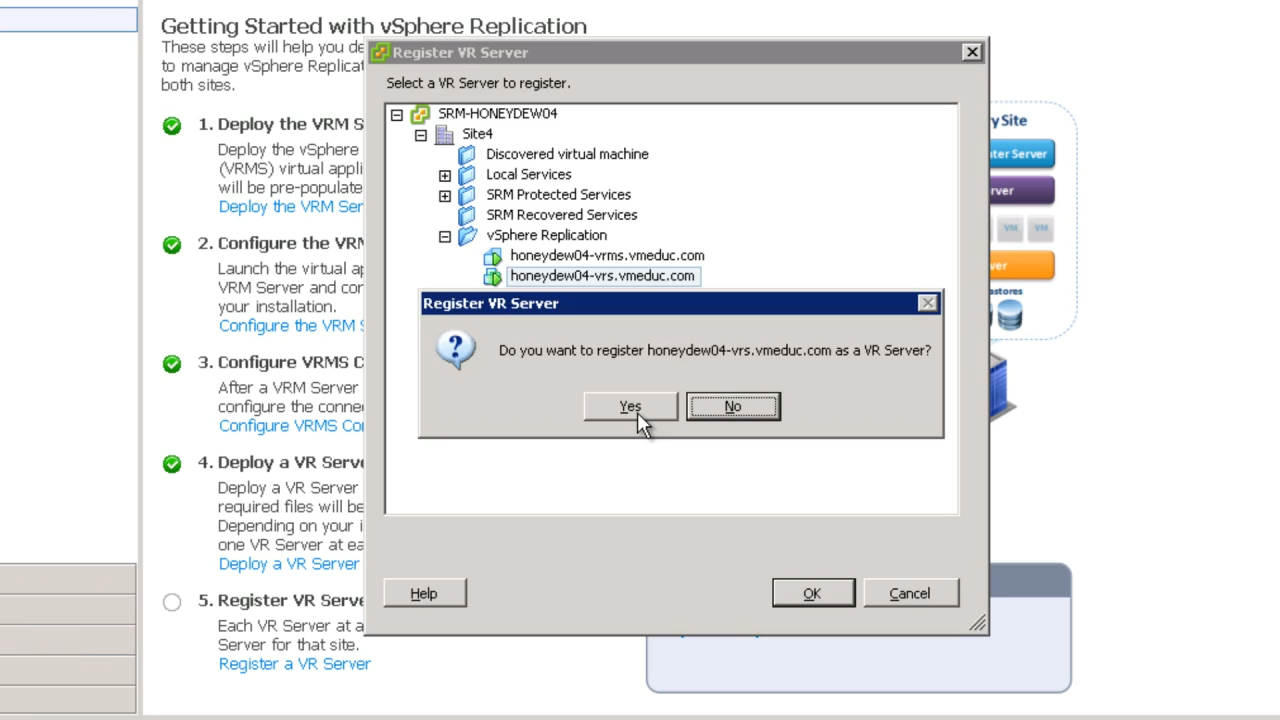 Getting Started with vSphere Replication
These steps will help you de
to manage vSphere Replicat
both sites.
1. Deploy the VRM S
Deploy the vSphere
(VRMS) virtual appli
will be pre-populate
Deploy the VRM Ser
2. Configure the VRM
Launch the virtual ap
VRM Server and con
your installation.
Configure the VRM S
3. Configure VRMS C
After a VRM Server
configure the connec
Configure VRMS Co
4. Deploy a VR Serve
Deploy a VR Server
required files will be
Depending on your i
one VR Server at ea
Deploy a VR Server
5. Register VR Serve
Each VR Server at a
Server for that site.
Register a VR Server
Register VR Server
Select a VR Server to register.
SRM-HONEYDEW04
Site4
Discovered virtual machine
Local Services
SRM Protected Services
SRM Recovered Services
vSphere Replication
honeydew04-vrms.vmeduc.com
honeydew04-vrs.vmeduc.com
Register VR Server
Do you want to register honeydew04-vrs.vmeduc.com as a VR Server?
Yes
No
Help
OK
Cancel
y Site
ter Server
rver
VM
VM
ver
stores